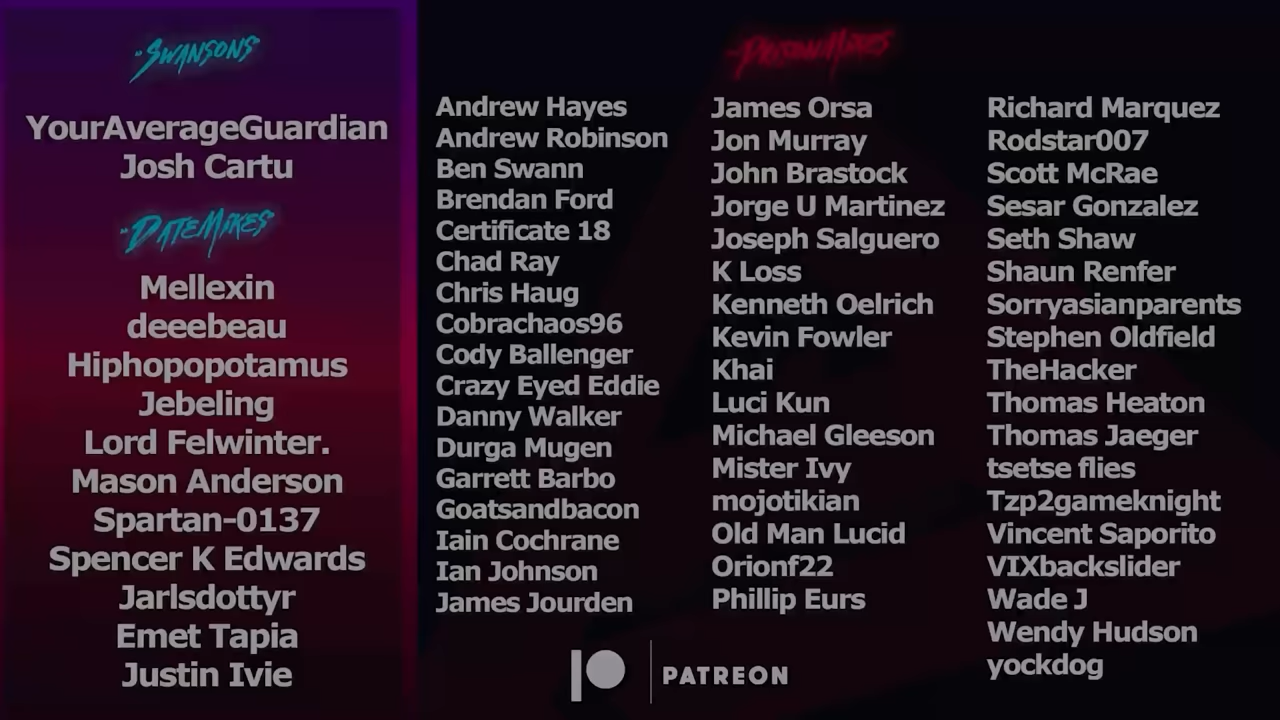 "SWANSONS"
YourAverageGuardian
Josh Cartu
"DATEMIKES"
Mellexin
deeebeau
Hiphopopotamus
Jebeling
Lord Felwinter.
Mason Anderson
Spartan-0137
Spencer K Edwards
Jarlsdottyr
Emet Tapia
Justin Ivie
"PRISONMIKES"
Andrew Hayes
Andrew Robinson
Ben Swann
Brendan Ford
Certificate 18
Chad Ray
Chris Haug
Cobrachaos96
Cody Ballenger
Crazy Eyed Eddie
Danny Walker
Durga Mugen
Garrett Barbo
Goatsandbacon
Iain Cochrane
Ian Johnson
James Jourden
James Orsa
Jon Murray
John Brastock
Jorge U Martinez
Joseph Salguero
K Loss
Kenneth Oelrich
Kevin Fowler
Khai
Luci Kun
Michael Gleeson
Mister Ivy
mojotikian
Old Man Lucid
Orionf22
Phillip Eurs
Richard Marquez
Rodstar007
Scott McRae
Sesar Gonzalez
Seth Shaw
Shaun Renfer
Sorryasianparents
Stephen Oldfield
TheHacker
Thomas Heaton
Thomas Jaeger
tsetse flies
Tzp2gameknight
Vincent Saporito
VIXbackslider
Wade J
Wendy Hudson
yockdog
PATREON